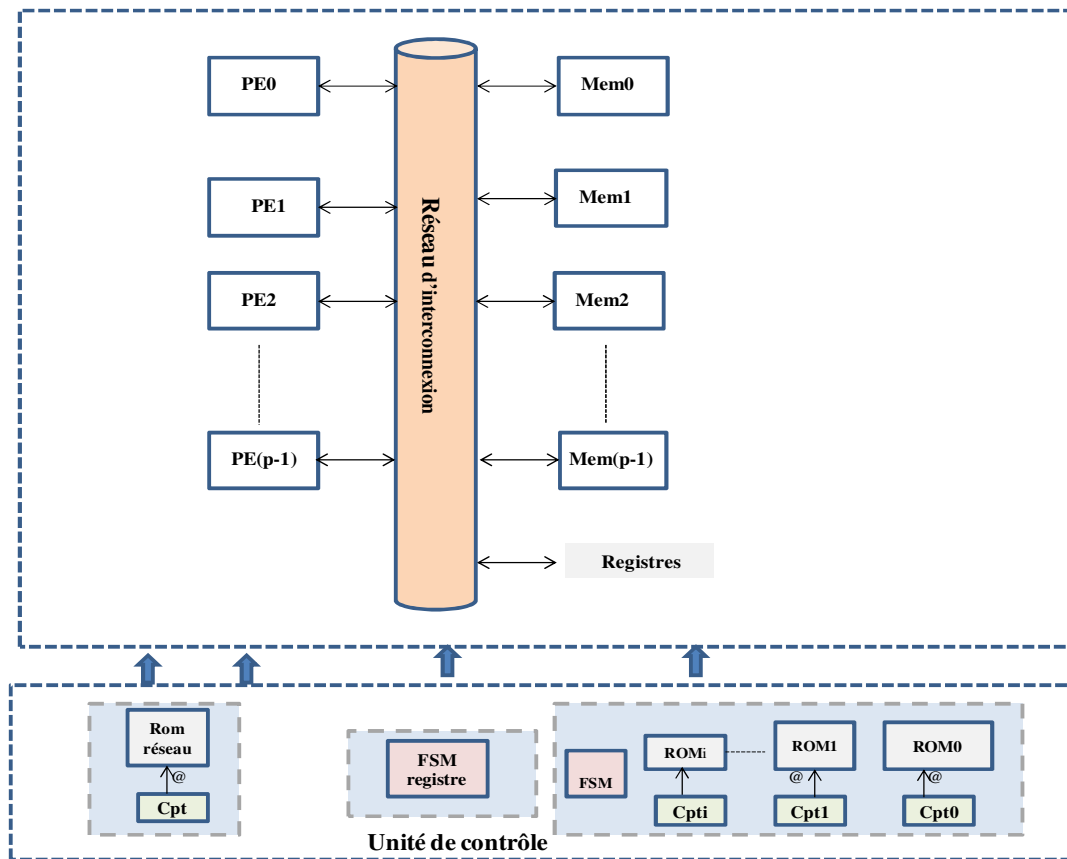 PE0
Mem0
PE1
Mem1
Réseau d'interconnexion
PE2
Mem2
PE(p-1)
Mem(p-1)
Registres
Rom
réseau
@
Cpt
FSM
registre
FSM
ROMi
ROM1
ROM0
@
@
Cpti
Cpt1
Cpt0
Unité de contrôle